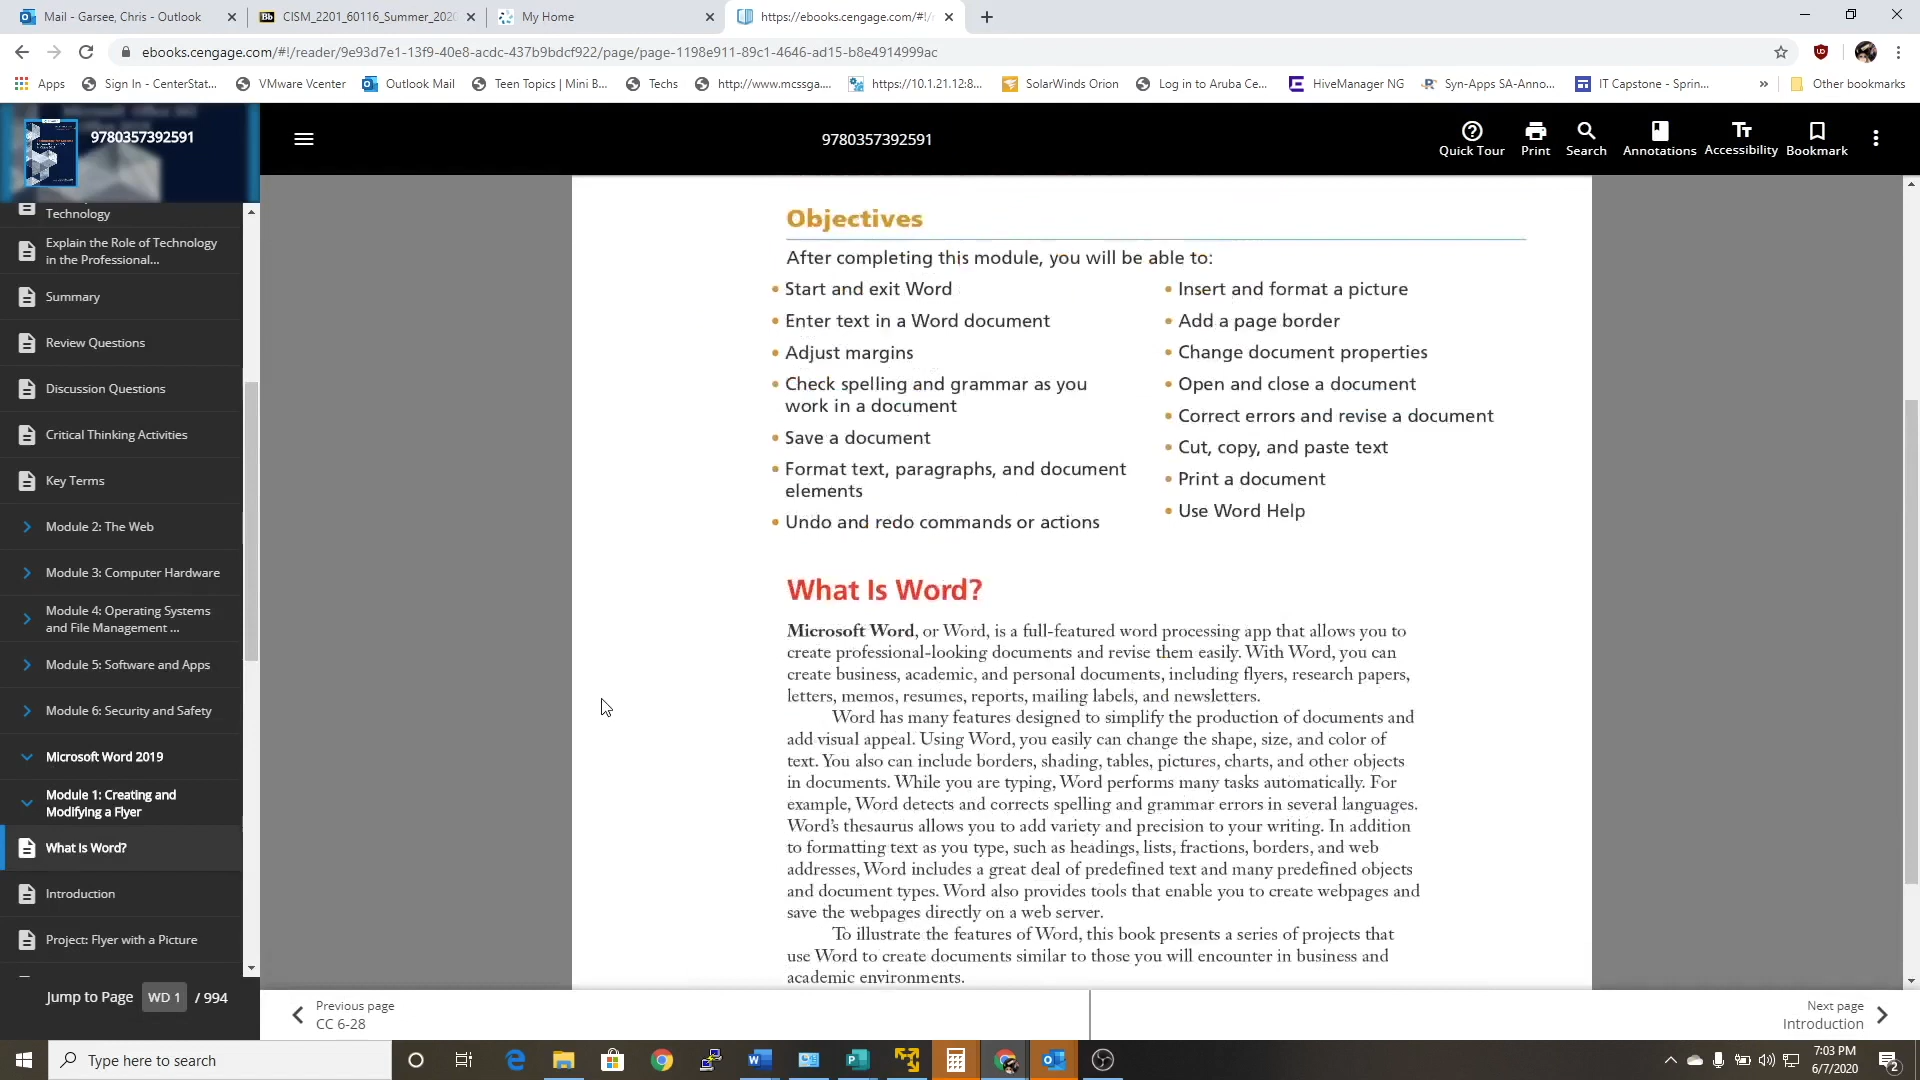 Mail - Garsee, Chris - Outlook
CISM_2201_60116_Summer_2020
My Home
https://ebooks.cengage.com/#!/r
ebooks.cengage.com/#!/reader/9e93d7e1-13f9-40e8-acdc-437b9bdcf922/page/page-1198e911-89c1-4646-ad15-b8e4914999ac
Apps
Sign In - CenterStat...
VMware Vcenter
Outlook Mail
Teen Topics | Mini B...
Techs
http://www.mcssga....
https://10.1.21.12:8...
SolarWinds Orion
Log in to Aruba Ce...
HiveManager NG
Syn-Apps SA-Anno...
IT Capstone - Sprin...
»
Other bookmarks
9780357392591
9780357392591
Quick Tour
Print
Search
Annotations
Accessibility
Bookmark
Technology
Explain the Role of Technology
in the Professional...
Summary
Review Questions
Discussion Questions
Critical Thinking Activities
Key Terms
Module 2: The Web
Module 3: Computer Hardware
Module 4: Operating Systems
and File Management ...
Module 5: Software and Apps
Module 6: Security and Safety
Microsoft Word 2019
Module 1: Creating and
Modifying a Flyer
What Is Word?
Introduction
Project: Flyer with a Picture
Jump to Page WD 1 / 994
Objectives
After completing this module, you will be able to:
• Start and exit Word
• Enter text in a Word document
• Adjust margins
• Check spelling and grammar as you
work in a document
• Save a document
• Format text, paragraphs, and document
elements
• Undo and redo commands or actions
• Insert and format a picture
• Add a page border
• Change document properties
• Open and close a document
• Correct errors and revise a document
• Cut, copy, and paste text
• Print a document
• Use Word Help
What Is Word?
Microsoft Word, or Word, is a full-featured word processing app that allows you to
create professional-looking documents and revise them easily. With Word, you can
create business, academic, and personal documents, including flyers, research papers,
letters, memos, resumes, reports, mailing labels, and newsletters.
Word has many features designed to simplify the production of documents and
add visual appeal. Using Word, you easily can change the shape, size, and color of
text. You also can include borders, shading, tables, pictures, charts, and other objects
in documents. While you are typing, Word performs many tasks automatically. For
example, Word detects and corrects spelling and grammar errors in several languages.
Word's thesaurus allows you to add variety and precision to your writing. In addition
to formatting text as you type, such as headings, lists, fractions, borders, and web
addresses, Word includes a great deal of predefined text and many predefined objects
and document types. Word also provides tools that enable you to create webpages and
save the webpages directly on a web server.
To illustrate the features of Word, this book presents a series of projects that
use Word to create documents similar to those you will encounter in business and
academic environments.
Previous page
CC 6-28
Next page
Introduction
Type here to search
7:03 PM
6/7/2020
2